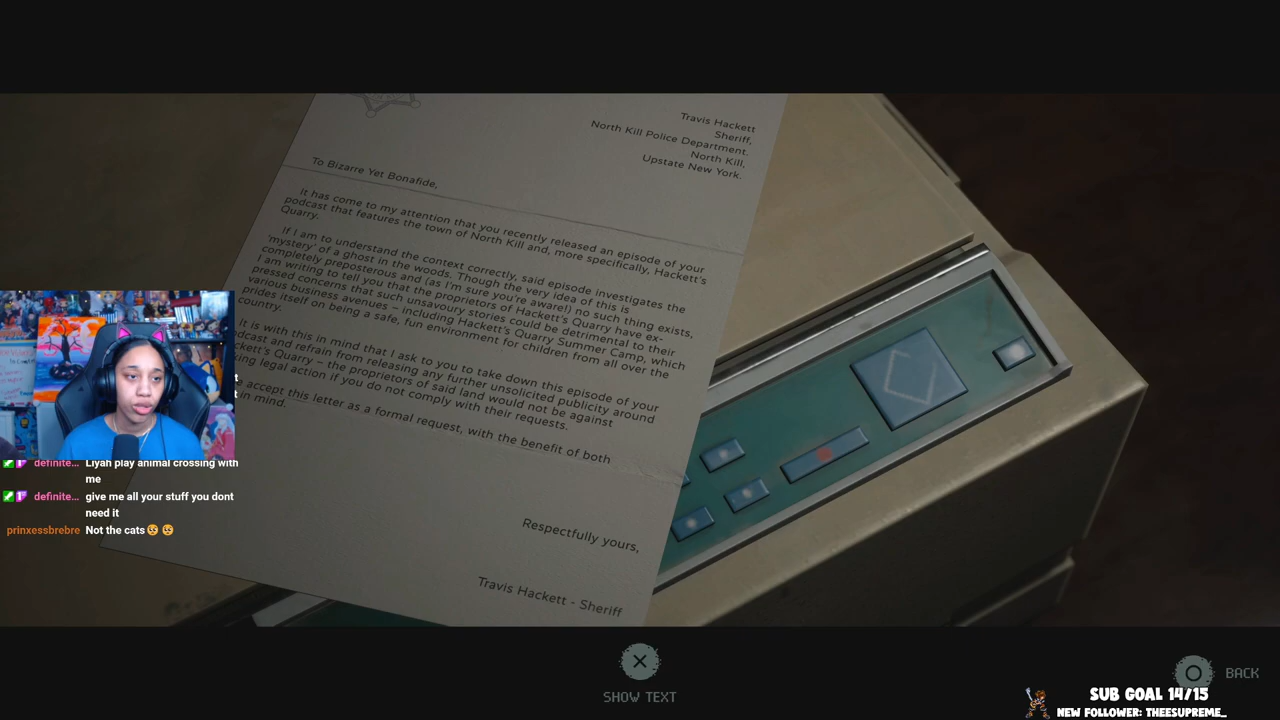 Travis Hackett
Sheriff,
North Kill Police Department.
North Kill,
Upstate New York.
To Bizarre Yet Bonafide,
It has come to my attention that you recently released an episode of your
podcast that features the town of North Kill and, more specifically, Hackett's
Quarry.
If I am to understand the context correctly, said episode investigates the
'mystery' of a ghost in the woods. Though the very idea of this is
completely preposterous and (as I'm sure you're aware!) no such thing exists.
I am writing to tell you that the proprietors of Hackett's Quarry have ex-
pressed concerns that such unsavoury stories could be detrimental to their
various business avenues – including Hackett's Quarry Summer Camp, which
prides itself on being a safe, fun environment for children from all over the
country.
It is with this in mind that I ask to you to take down this episode of your
dcast and refrain from releasing any further unsolicited publicity around
ckett's Quarry – the proprietors of said land would not be against
ing legal action if you do not comply with their requests.
accept this letter as a formal request, with the benefit of both
in mind.
Respectfully yours,
Travis Hackett - Sheriff
definite... Liyah play animal crossing with
me
definite... give me all your stuff you dont
need it
prinxessbrebre Not the cats
SHOW TEXT
BACK
SUB GOAL 14/15
NEW FOLLOWER: THEESUPREME_